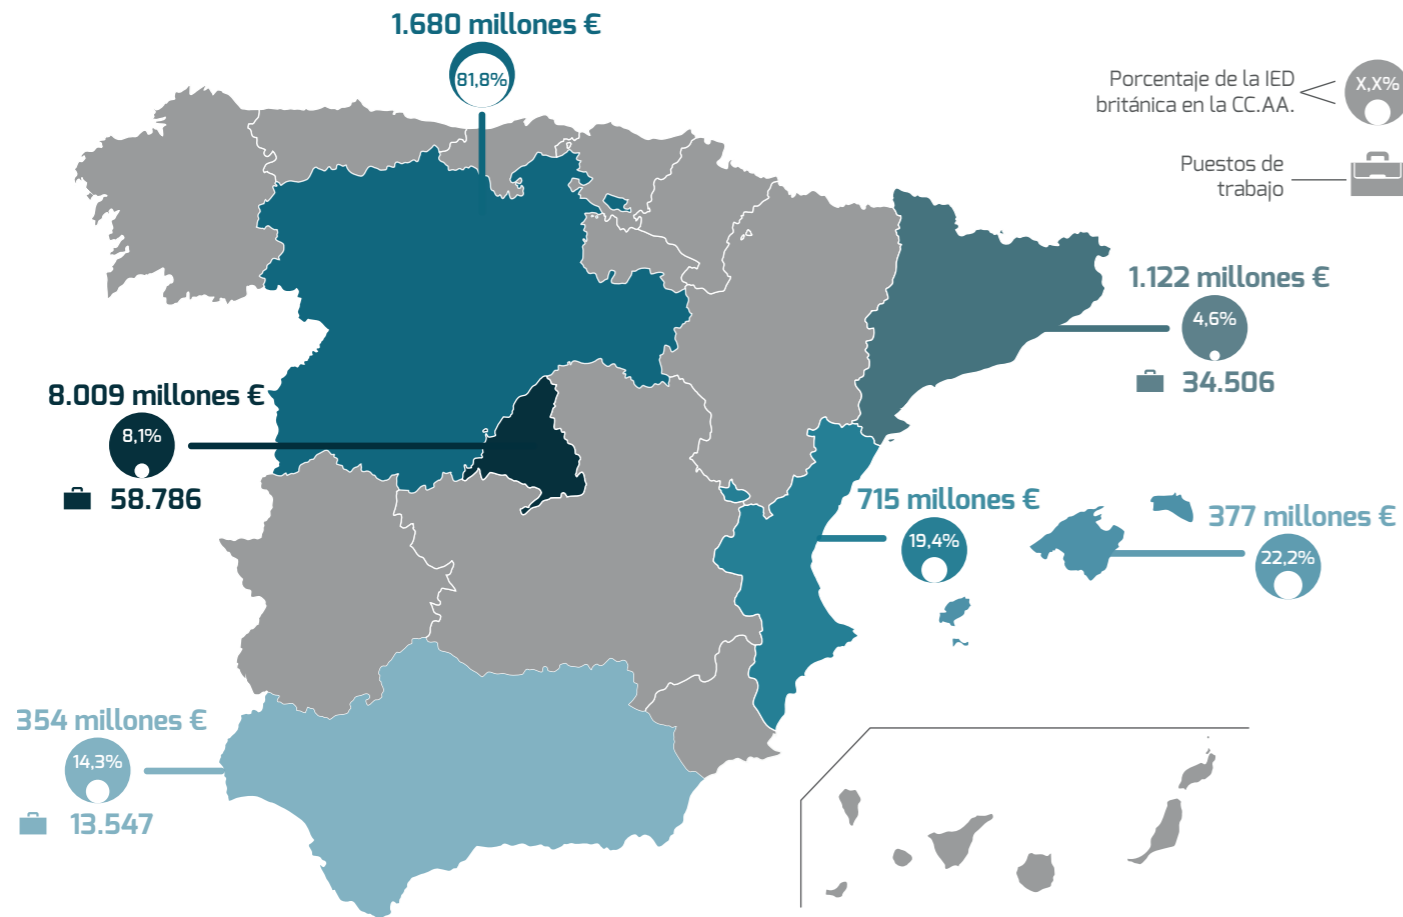 1.680 millones €
81,8%
Porcentaje de la IED
británica en la CC.AA.
X,X%
Puestos de
trabajo
1.122 millones €
4,6%
34.506
8.009 millones €
8,1%
58.786
715 millones €
19,4%
377 millones €
22,2%
354 millones €
14,3%
13.547